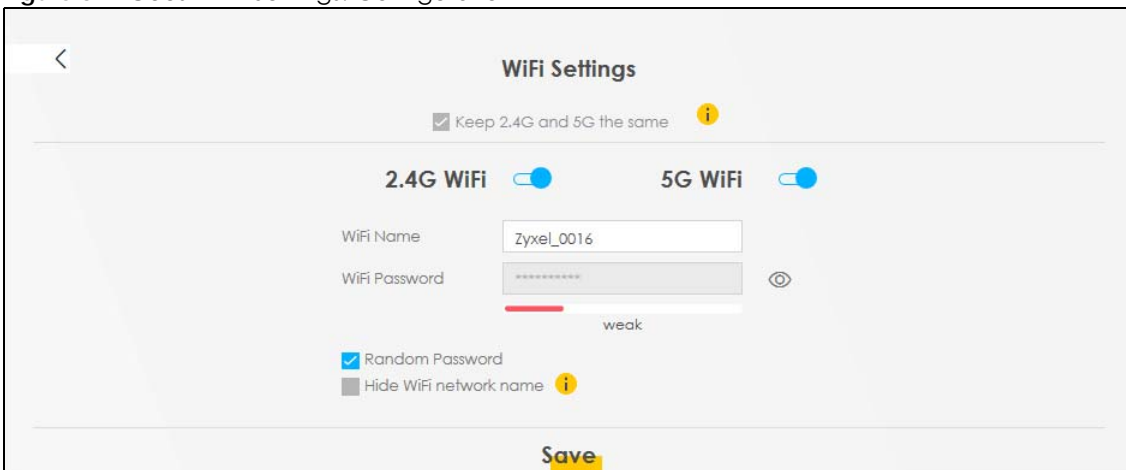 WiFi Settings
Keep 2.4G and 5G the same
2.4G WiFi 5G WiFi
WiFi Name Zyxel_0016
WiFi Password **********
weak
Random Password
Hide WiFi network name
Save